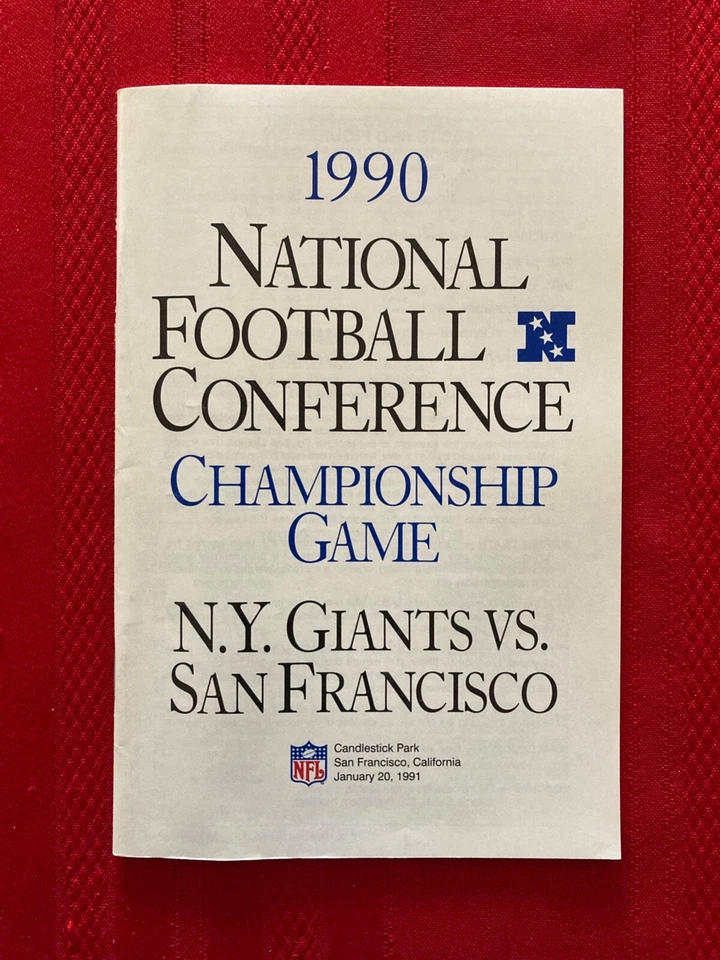 1990
NATIONAL
FOOTBALL N
CONFERENCE
CHAMPIONSHIP
GAME
N.Y. GIANTS VS.
SAN FRANCISCO
NFL
Candlestick Park
San Francisco, California
January 20, 1991